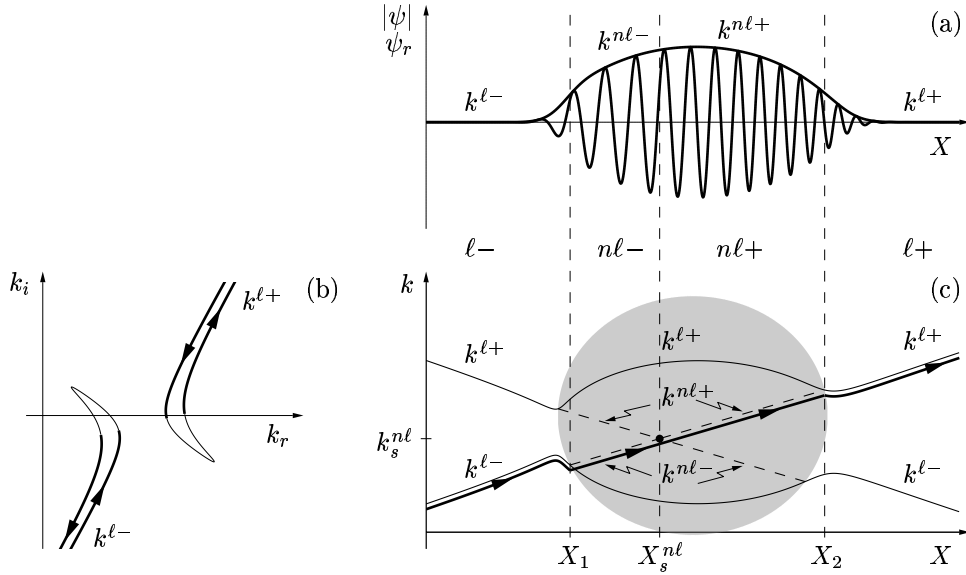 |ψ|
ψ_r
(a)
k^{nℓ-} k^{nℓ+}
k^{ℓ-} k^{ℓ+}
X
ℓ- nℓ- nℓ+ ℓ+
k_i (b)
k^{ℓ+}
k_r
k^{ℓ-}
k (c)
k^{ℓ+} k^{ℓ+} k^{ℓ+}
k^{nℓ+}
k_s^{nℓ}
k^{ℓ-} k^{nℓ-} k^{ℓ-}
X_1 X_s^{nℓ} X_2 X